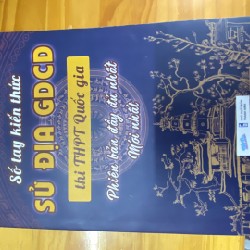 Sổ tay kiến thức
SỬ ĐỊA GDCD
thi THPT Quốc gia
Phiên bản đầy đủ nhất
Mới nhất